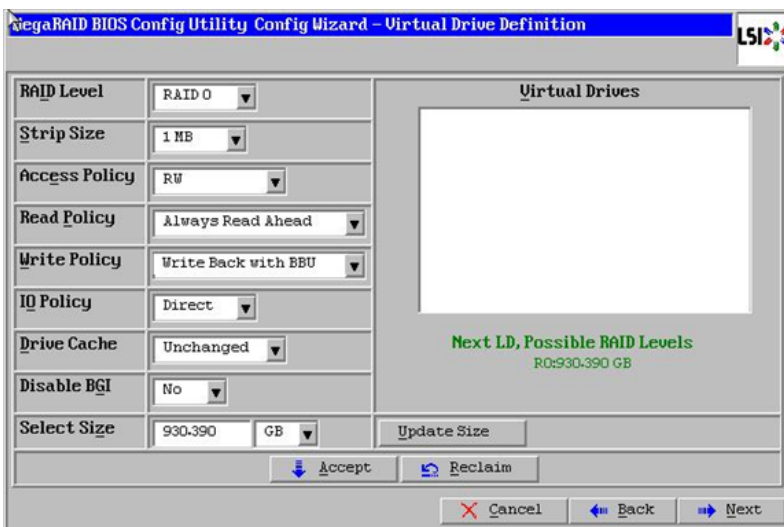 MegaRAID BIOS Config Utility Config Wizard – Virtual Drive Definition
LSI
RAID Level
RAID 0
Strip Size
1 MB
Access Policy
RW
Read Policy
Always Read Ahead
Write Policy
Write Back with BBU
IO Policy
Direct
Drive Cache
Unchanged
Disable BGI
No
Select Size
930.390
GB
Virtual Drives
Next LD, Possible RAID Levels
R0:930.390 GB
Update Size
Accept
Reclaim
Cancel
Back
Next